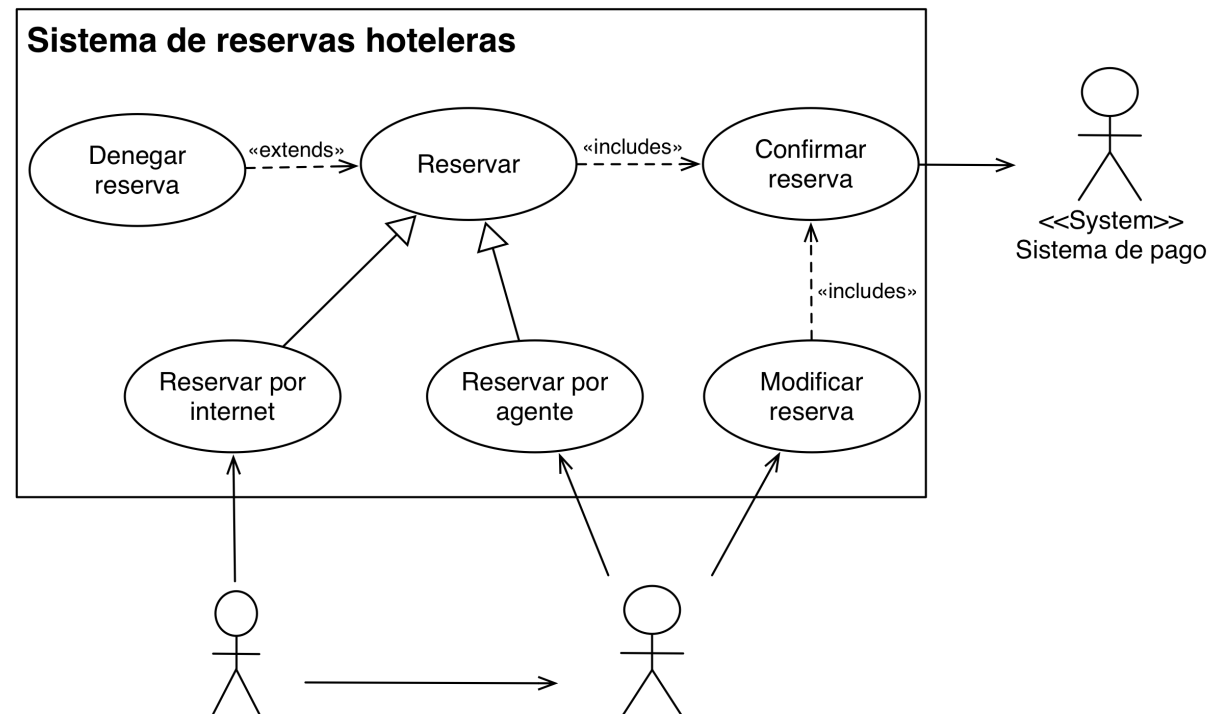 Sistema de reservas hoteleras
Denegar
reserva
«extends»
Reservar
«includes»
Confirmar
reserva
<<System>>
Sistema de pago
«includes»
Reservar por
internet
Reservar por
agente
Modificar
reserva